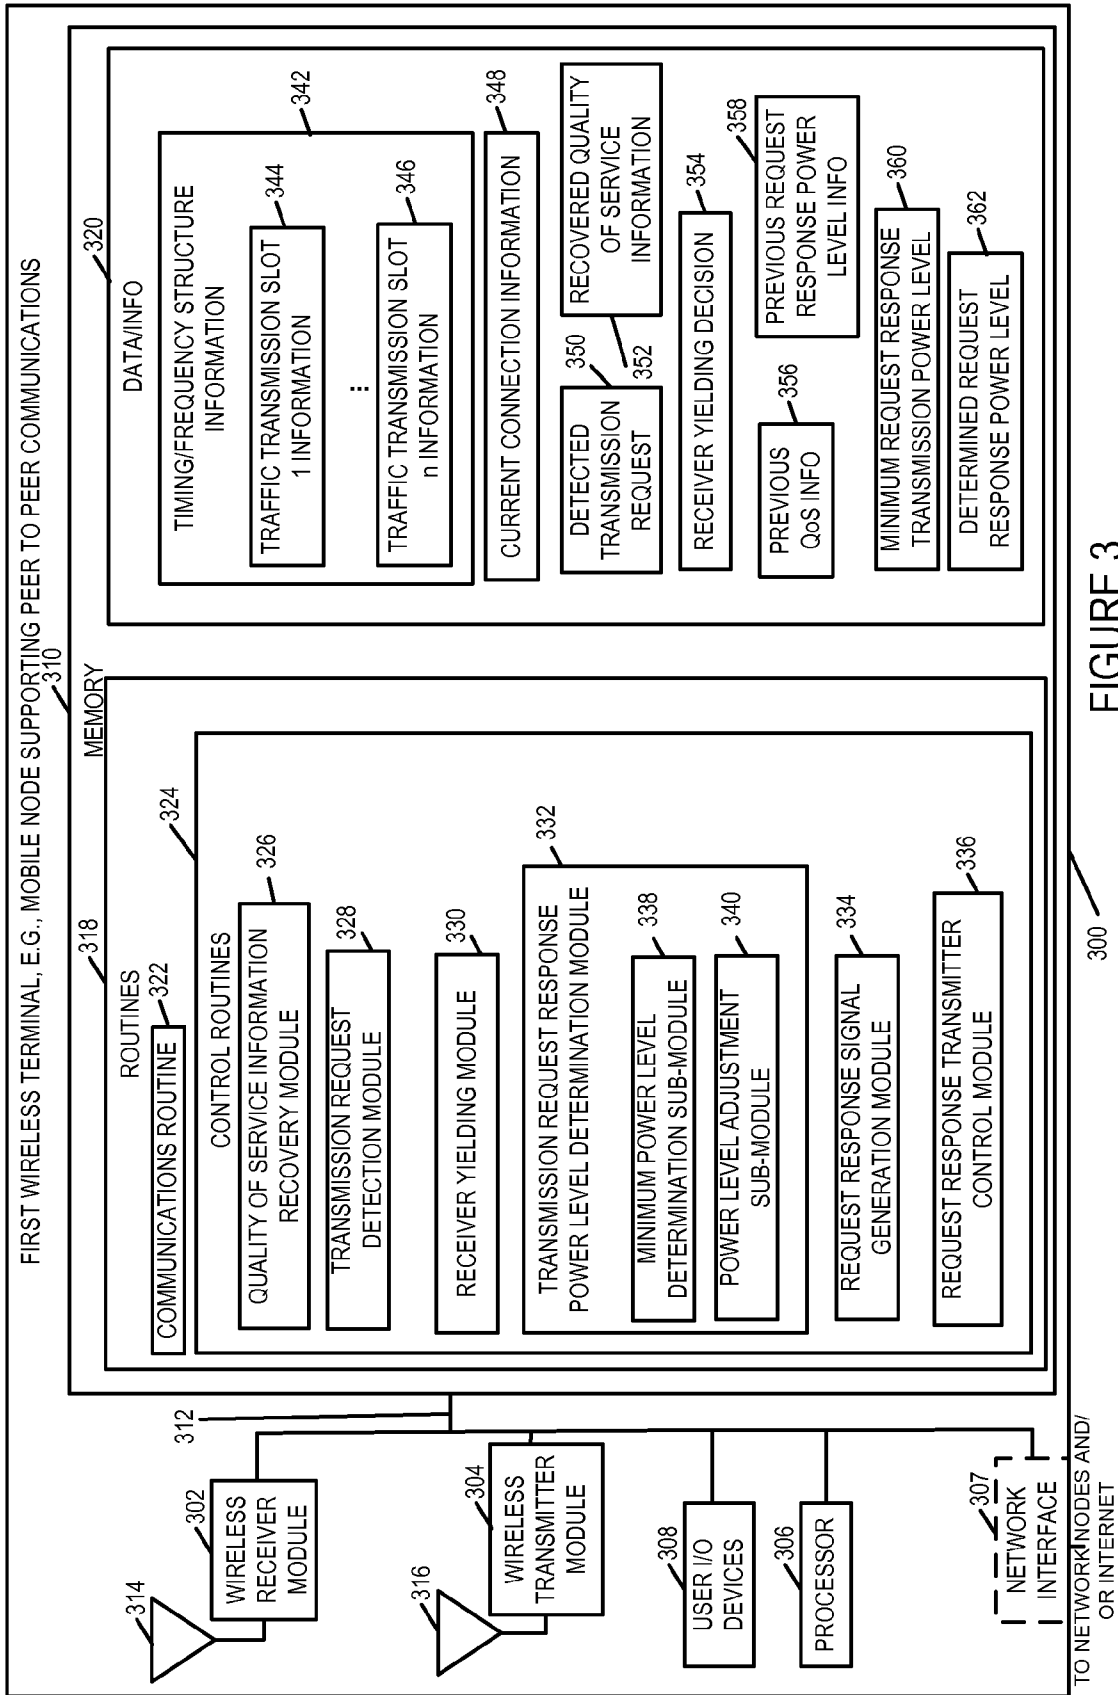 FIRST WIRELESS TERMINAL, E.G., MOBILE NODE SUPPORTING PEER TO PEER COMMUNICATIONS
310
314
302
WIRELESS
RECEIVER
MODULE
316
304
WIRELESS
TRANSMITTER
MODULE
308
USER I/O
DEVICES
306
PROCESSOR
307
NETWORK
INTERFACE
TO NETWORK NODES AND/
OR INTERNET
312
MEMORY
318
ROUTINES
322
COMMUNICATIONS ROUTINE
324
CONTROL ROUTINES
326
QUALITY OF SERVICE INFORMATION
RECOVERY MODULE
328
TRANSMISSION REQUEST
DETECTION MODULE
330
RECEIVER YIELDING MODULE
332
TRANSMISSION REQUEST RESPONSE
POWER LEVEL DETERMINATION MODULE
338
MINIMUM POWER LEVEL
DETERMINATION SUB-MODULE
340
POWER LEVEL ADJUSTMENT
SUB-MODULE
334
REQUEST RESPONSE SIGNAL
GENERATION MODULE
336
REQUEST RESPONSE TRANSMITTER
CONTROL MODULE
320
DATA/INFO
342
TIMING/FREQUENCY STRUCTURE
INFORMATION
344
TRAFFIC TRANSMISSION SLOT
1 INFORMATION
...
346
TRAFFIC TRANSMISSION SLOT
n INFORMATION
348
CURRENT CONNECTION INFORMATION
350
DETECTED
TRANSMISSION
REQUEST
352
RECOVERED QUALITY
OF SERVICE
INFORMATION
354
RECEIVER YIELDING DECISION
356
PREVIOUS
QoS INFO
358
PREVIOUS REQUEST
RESPONSE POWER
LEVEL INFO
360
MINIMUM REQUEST RESPONSE
TRANSMISSION POWER LEVEL
362
DETERMINED REQUEST
RESPONSE POWER LEVEL
300
FIGURE 3